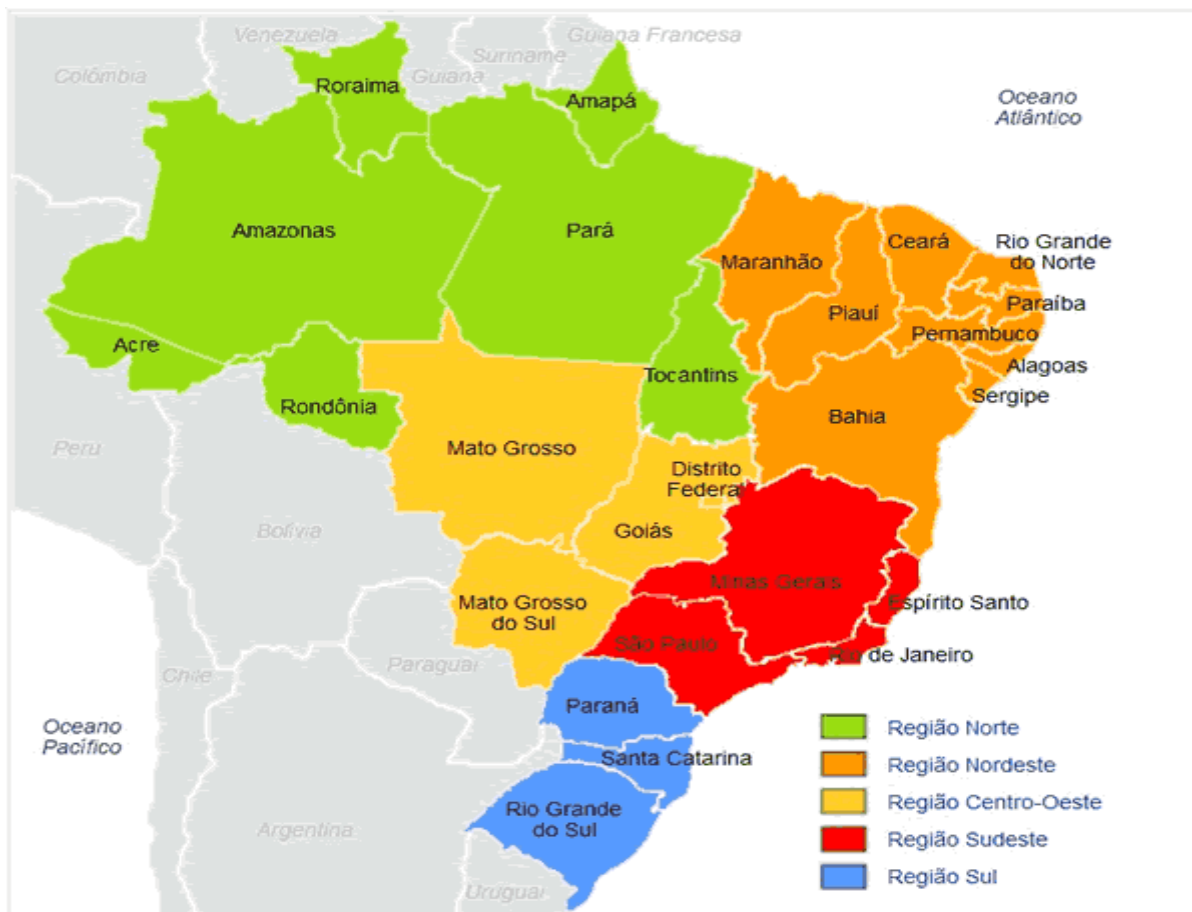 Venezuela
Guiana Francesa
Suriname
Colômbia
Guiana
Roraima
Amapá
Oceano
Atlântico
Amazonas
Pará
Ceará
Rio Grande
do Norte
Maranhão
Paraíba
Piauí
Pernambuco
Acre
Alagoas
Tocantins
Sergipe
Rondônia
Bahia
Peru
Mato Grosso
Distrito
Federal
Bolívia
Goiás
Minas Gerais
Mato Grosso
do Sul
Espírito Santo
São Paulo
Rio de Janeiro
Paraguai
Chile
Paraná
Oceano
Pacífico
Santa Catarina
Rio Grande
do Sul
Argentina
Uruguai
Região Norte
Região Nordeste
Região Centro-Oeste
Região Sudeste
Região Sul